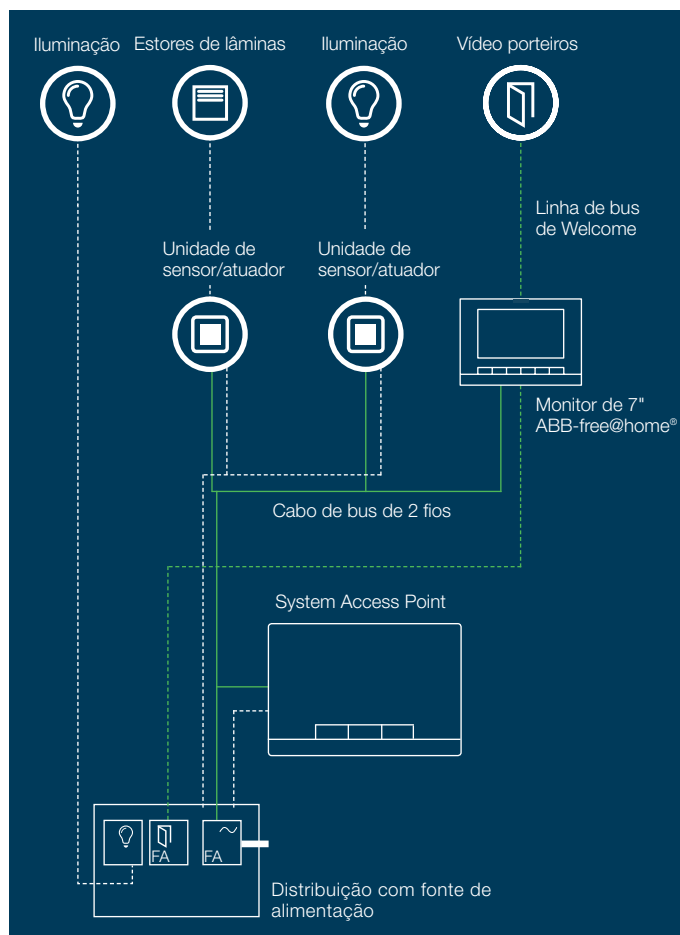 Iluminação
Estores de lâminas
Iluminação
Vídeo porteiros
Linha de bus
de Welcome
Unidade de
sensor/atuador
Unidade de
sensor/atuador
Monitor de 7"
ABB-free@home®
Cabo de bus de 2 fios
System Access Point
FA
FA
Distribuição com fonte de
alimentação